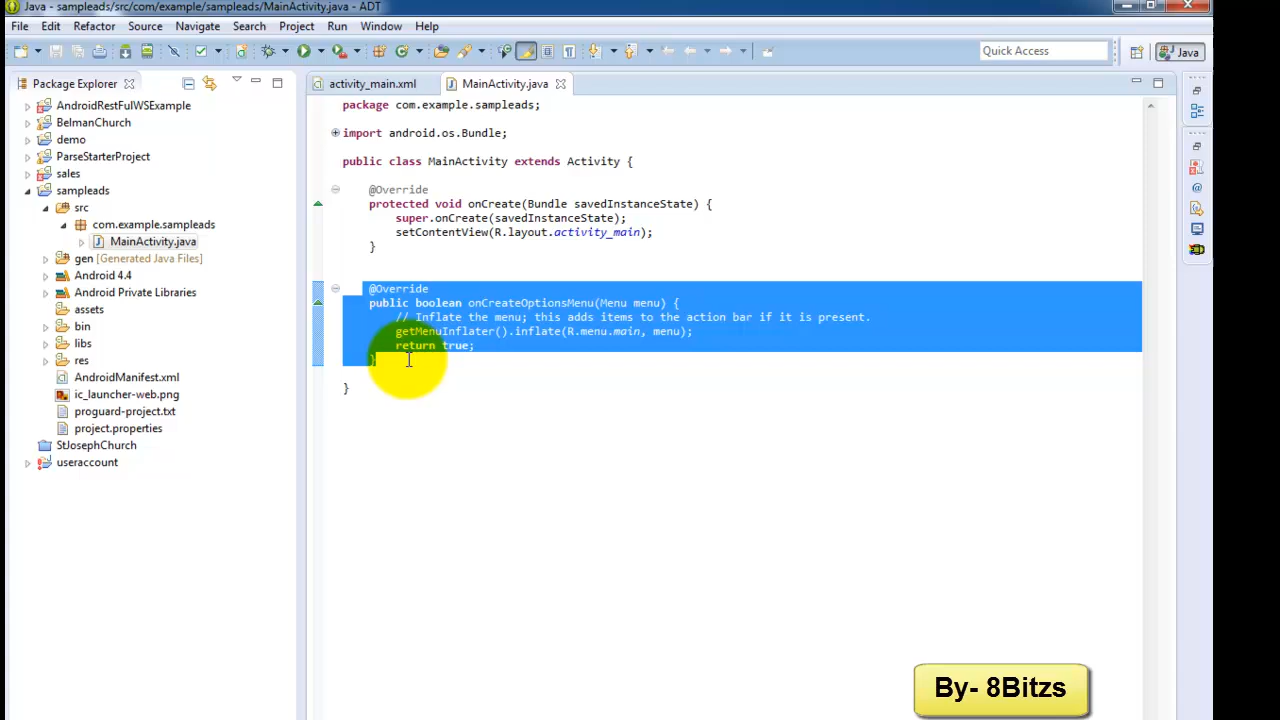 Java - sampleads/src/com/example/sampleads/MainActivity.java - ADT
File Edit Refactor Source Navigate Search Project Run Window Help
Quick Access
Java
Package Explorer
activity_main.xml
MainActivity.java
AndroidRestFulWSExample
BelmanChurch
demo
ParseStarterProject
sales
sampleads
src
com.example.sampleads
MainActivity.java
gen [Generated Java Files]
Android 4.4
Android Private Libraries
assets
bin
libs
res
AndroidManifest.xml
ic_launcher-web.png
proguard-project.txt
project.properties
StJosephChurch
useraccount
package com.example.sampleads;
import android.os.Bundle;
public class MainActivity extends Activity {
@Override
protected void onCreate(Bundle savedInstanceState) {
super.onCreate(savedInstanceState);
setContentView(R.layout.activity_main);
}
@Override
public boolean onCreateOptionsMenu(Menu menu) {
// Inflate the menu; this adds items to the action bar if it is present.
getMenuInflater().inflate(R.menu.main, menu);
return true;
}
}
By- 8Bitzs